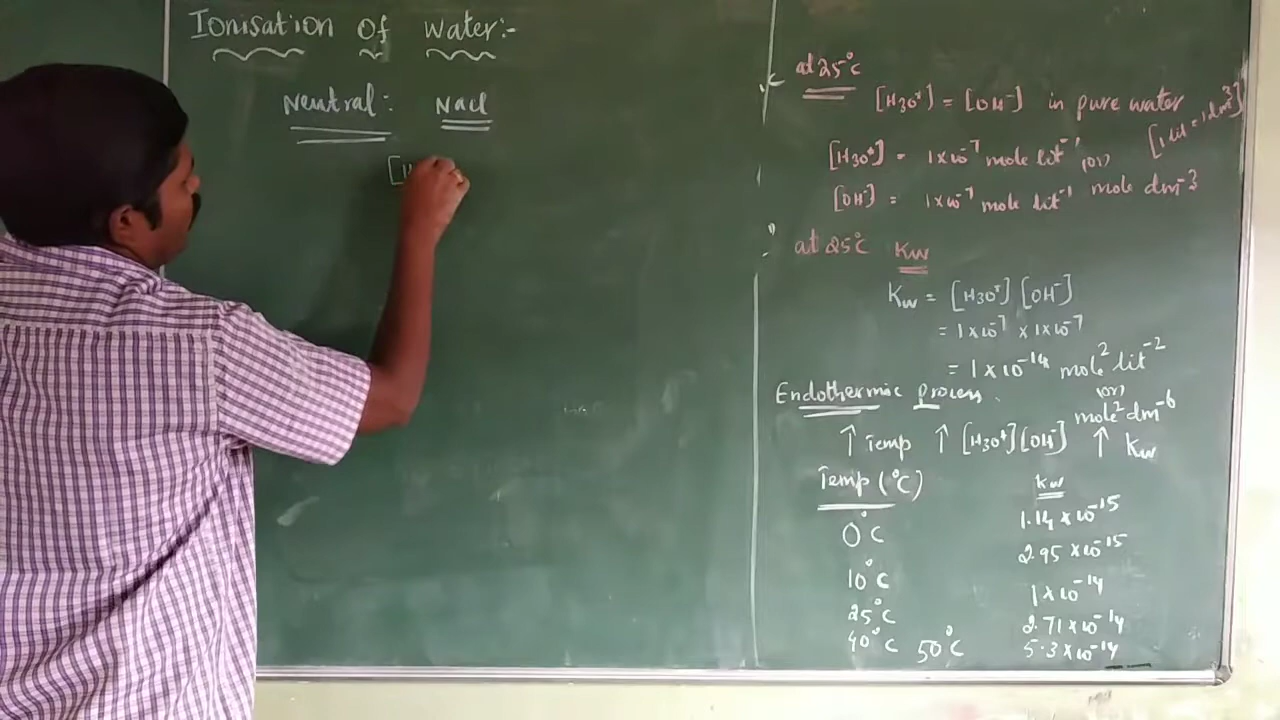 Ionisation of water:-
Neutral: Nacl
[H
at 25°c
[H3O⁺] = [OH⁻] in pure water
[1 lit = 1 dm³]
[H3O⁺] = 1×10⁻⁷ mole lit⁻¹ (or)
[OH⁻] = 1×10⁻⁷ mole lit⁻¹ mole dm⁻³
at 25°c Kw
Kw = [H3O⁺] [OH⁻]
= 1×10⁻⁷ × 1×10⁻⁷
= 1×10⁻¹⁴ mole² lit⁻²
(or)
mole² dm⁻⁶
Endothermic process.
↑ Temp ↑ [H3O⁺][OH⁻] ↑ Kw
Temp (°C) Kw
0°C 1.14 × 10⁻¹⁵
10°C 2.95 × 10⁻¹⁵
25°C 1 × 10⁻¹⁴
40°C 2.71 × 10⁻¹⁴
50°C 5.3 × 10⁻¹⁴